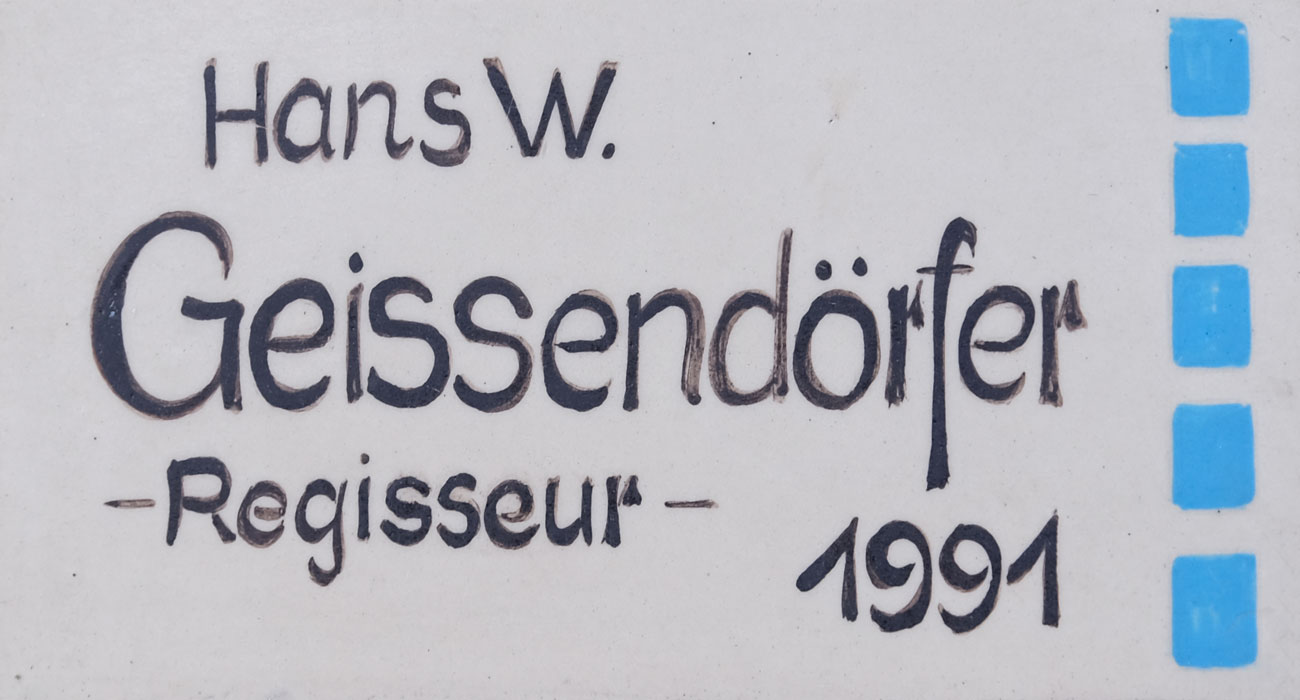 Hans W.
Geissendörfer
- Regisseur -
1991